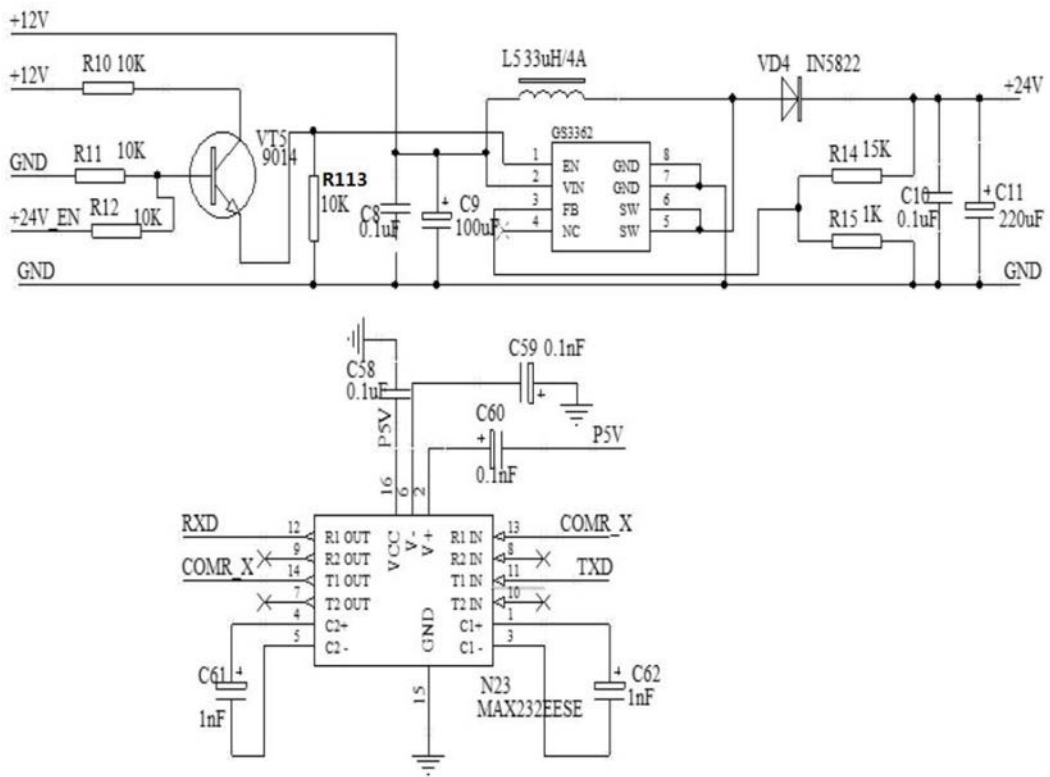 +12V
L5 33uH/4A
VD4 IN5822
+12V
R10 10K
+24V
GS3362
VT5
9014
GND
R11 10K
1 EN GND 8
2 VIN GND 7
3 FB SW 6
4 NC SW 5
R113
10K
R14 15K
+24V_EN
R12 10K
C8
0.1uF
C9
100uF
R15 1K
C10
0.1uF
C11
220uF
GND
GND
C59 0.1nF
C58
0.1uF
C60
0.1nF
P5V
P5V
16 6 2
VCC V- V+
RXD 12 R1 OUT R1 IN 13 COMR_X
9 R2 OUT R2 IN 8
COMR_X 14 T1 OUT T1 IN 11 TXD
7 T2 OUT T2 IN 10
4 C2+ C1+ 1
5 C2- C1- 3
GND
15
C61
1nF
C62
1nF
N23
MAX232EESE